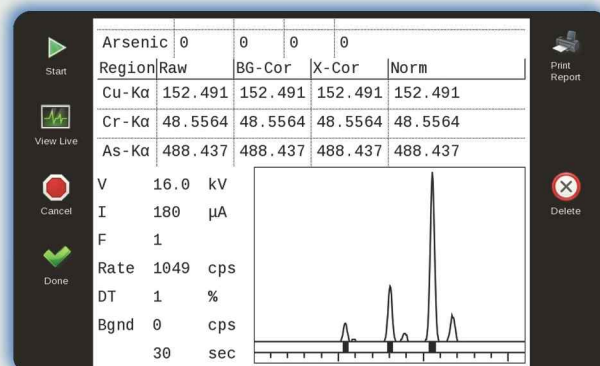 Start
View Live
Cancel
Done
Arsenic 0 0 0 0
Region Raw BG-Cor X-Cor Norm
Cu-Kα 152.491 152.491 152.491 152.491
Cr-Kα 48.5564 48.5564 48.5564 48.5564
As-Kα 488.437 488.437 488.437 488.437
V 16.0 kV
I 180 μA
F 1
Rate 1049 cps
DT 1 %
Bgnd 0 cps
30 sec
Print
Report
Delete